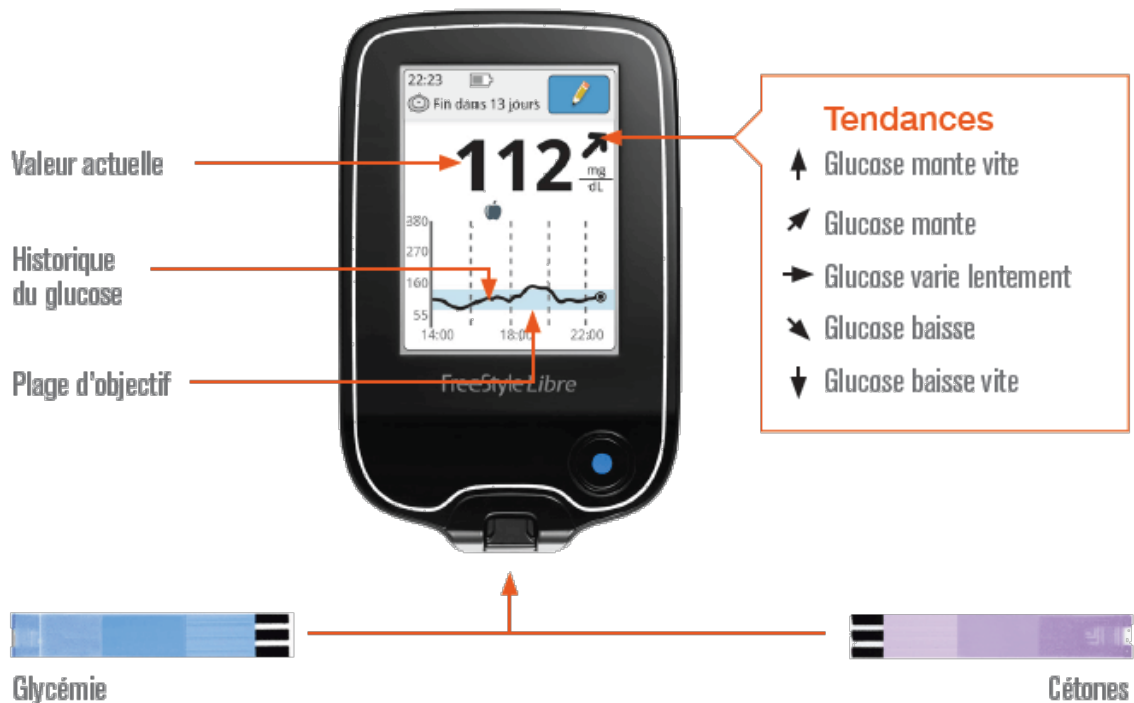 22:23
Fin dans 13 jours
112
mg
dL
Valeur actuelle
Historique
du glucose
Plage d'objectif
380
270
160
55
14:00 18:00 22:00
FreeStyle Libre
Tendances
Glucose monte vite
Glucose monte
Glucose varie lentement
Glucose baisse
Glucose baisse vite
Glycémie
Cétones